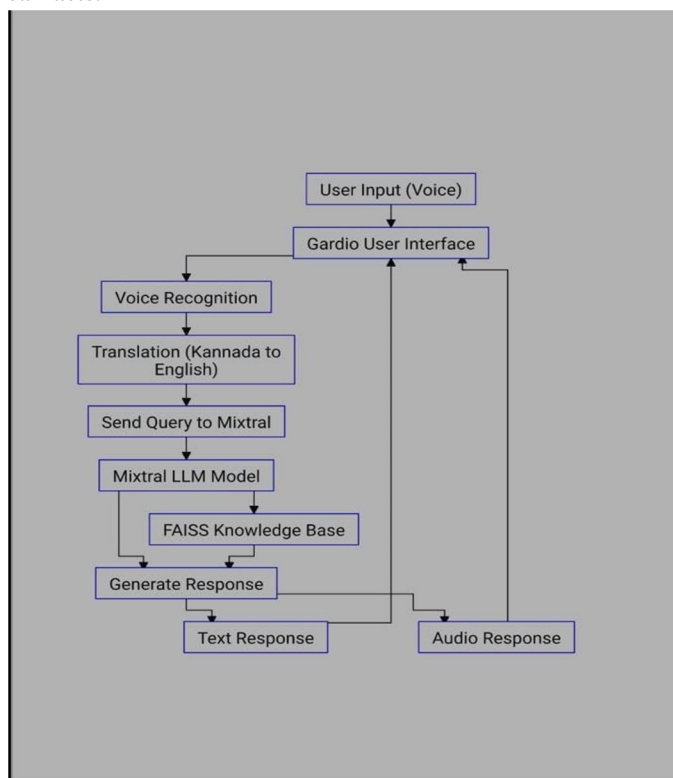 User Input (Voice)
Gardio User Interface
Voice Recognition
Translation (Kannada to
English)
Send Query to Mixtral
Mixtral LLM Model
FAISS Knowledge Base
Generate Response
Text Response
Audio Response